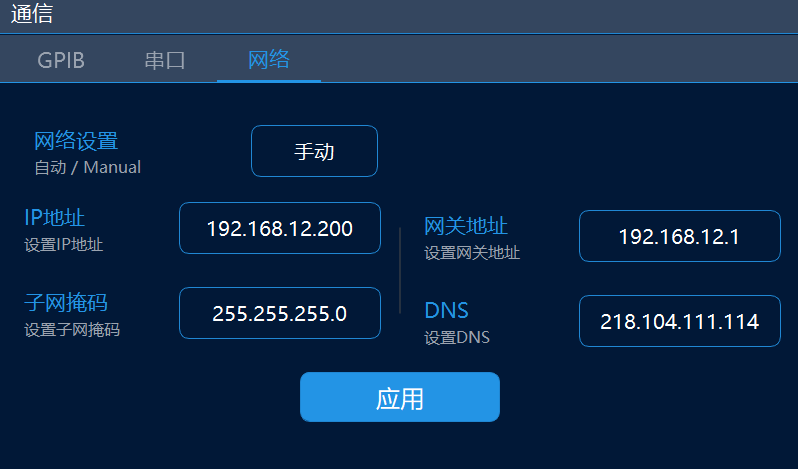 通信
GPIB 串口 网络
网络设置
自动 / Manual
手动
IP地址
设置IP地址
192.168.12.200
网关地址
设置网关地址
192.168.12.1
子网掩码
设置子网掩码
255.255.255.0
DNS
设置DNS
218.104.111.114
应用